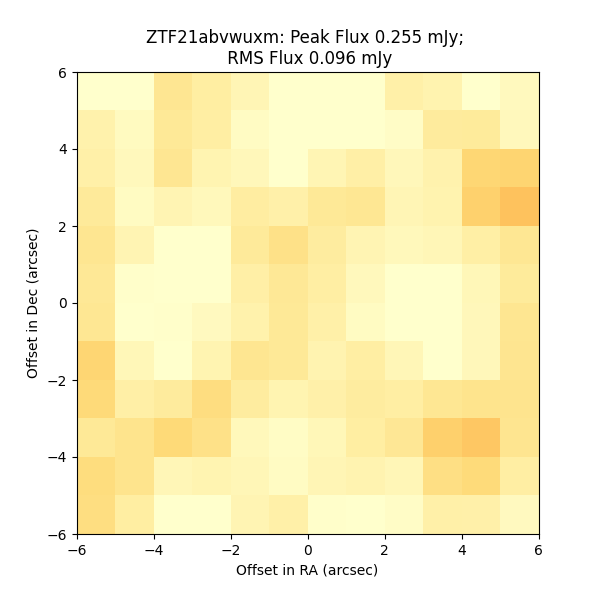 ZTF21abvwuxm: Peak Flux 0.255 mJy;
RMS Flux 0.096 mJy
6
4
2
0
−2
−4
−6
Offset in Dec (arcsec)
−6 −4 −2 0 2 4 6
Offset in RA (arcsec)